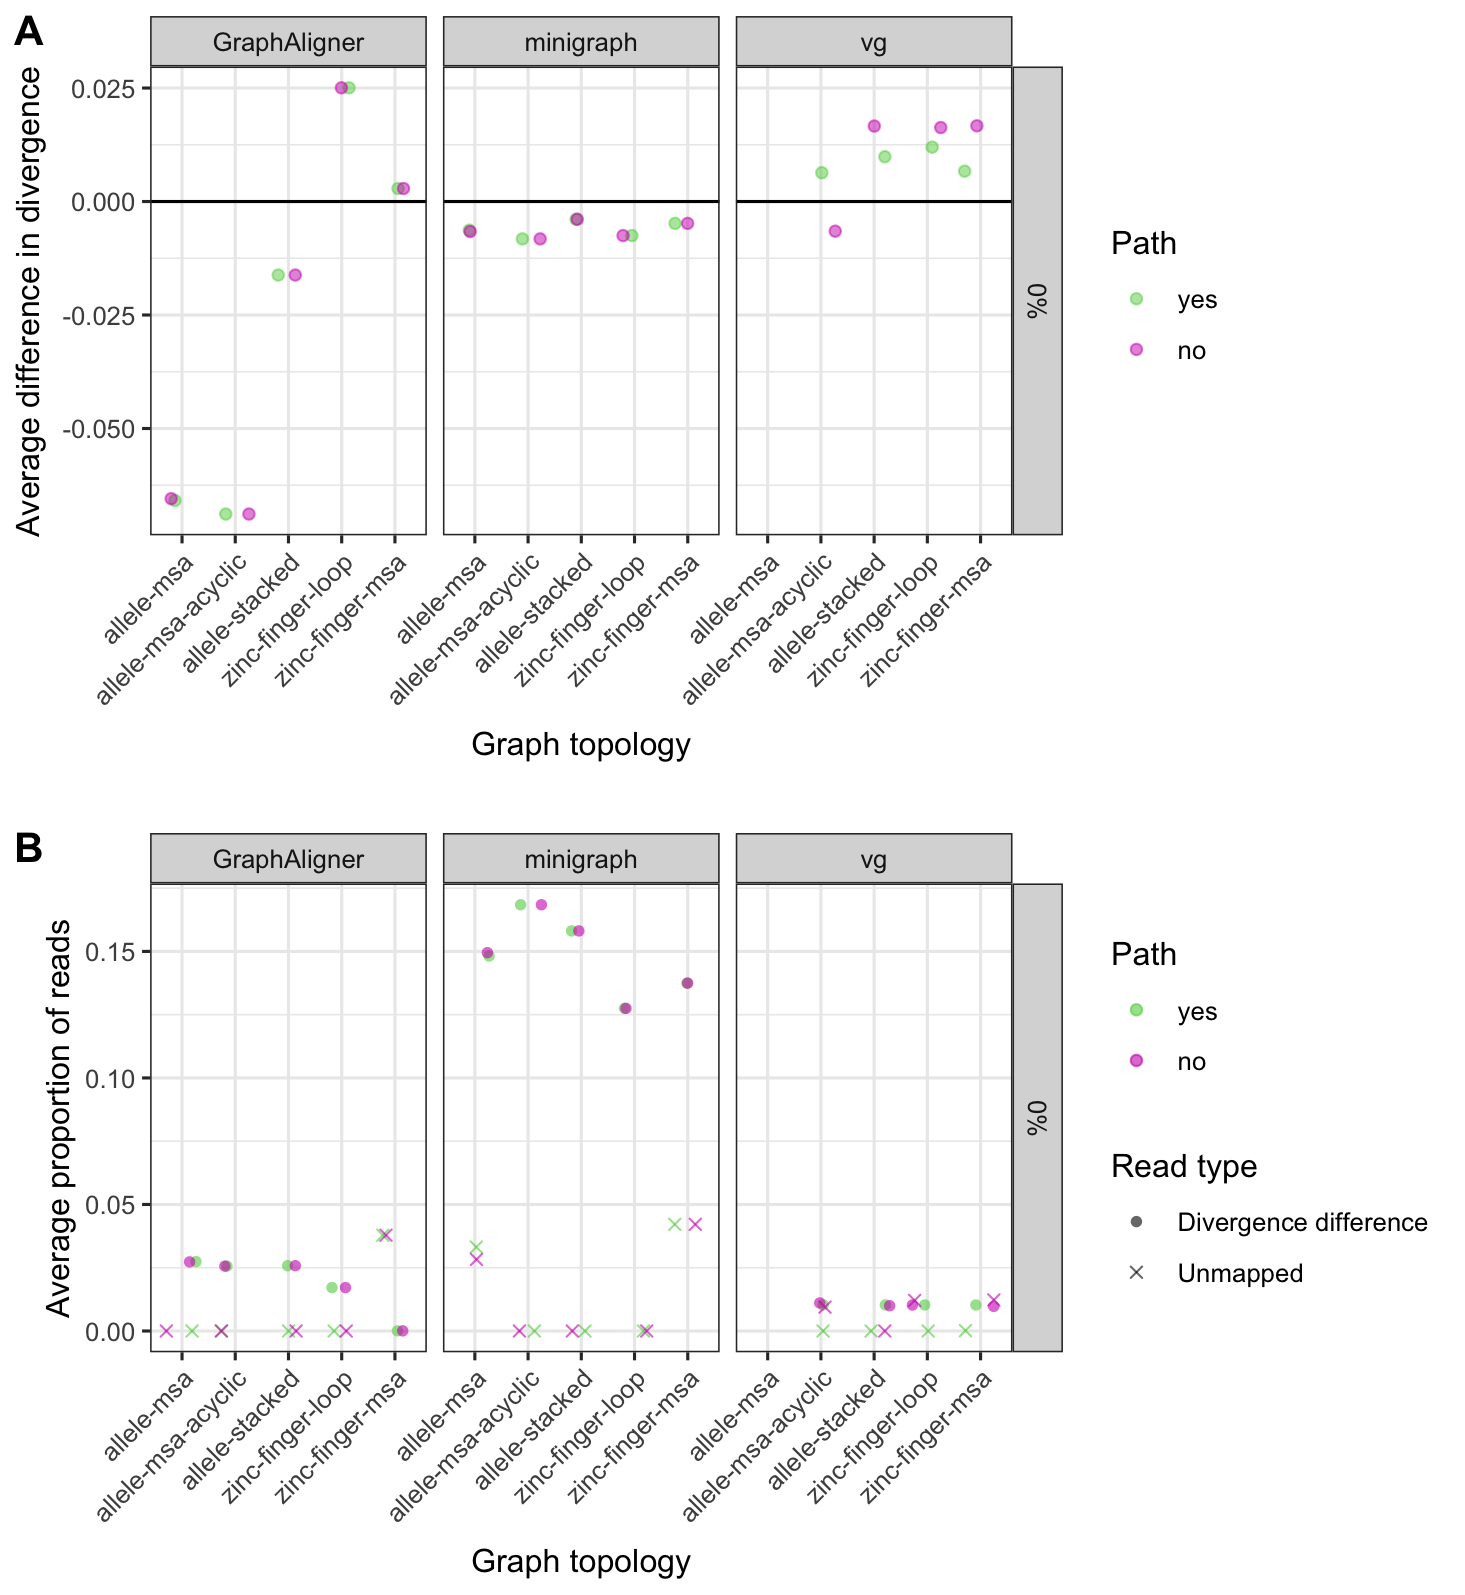 A
GraphAligner
minigraph
vg
Average difference in divergence
0.025
0.000
-0.025
-0.050
0%
allele-msa
allele-msa-acyclic
allele-stacked
zinc-finger-loop
zinc-finger-msa
allele-msa
allele-msa-acyclic
allele-stacked
zinc-finger-loop
zinc-finger-msa
allele-msa
allele-msa-acyclic
allele-stacked
zinc-finger-loop
zinc-finger-msa
Graph topology
Path
yes
no
B
GraphAligner
minigraph
vg
Average proportion of reads
0.15
0.10
0.05
0.00
0%
allele-msa
allele-msa-acyclic
allele-stacked
zinc-finger-loop
zinc-finger-msa
allele-msa
allele-msa-acyclic
allele-stacked
zinc-finger-loop
zinc-finger-msa
allele-msa
allele-msa-acyclic
allele-stacked
zinc-finger-loop
zinc-finger-msa
Graph topology
Path
yes
no
Read type
Divergence difference
Unmapped